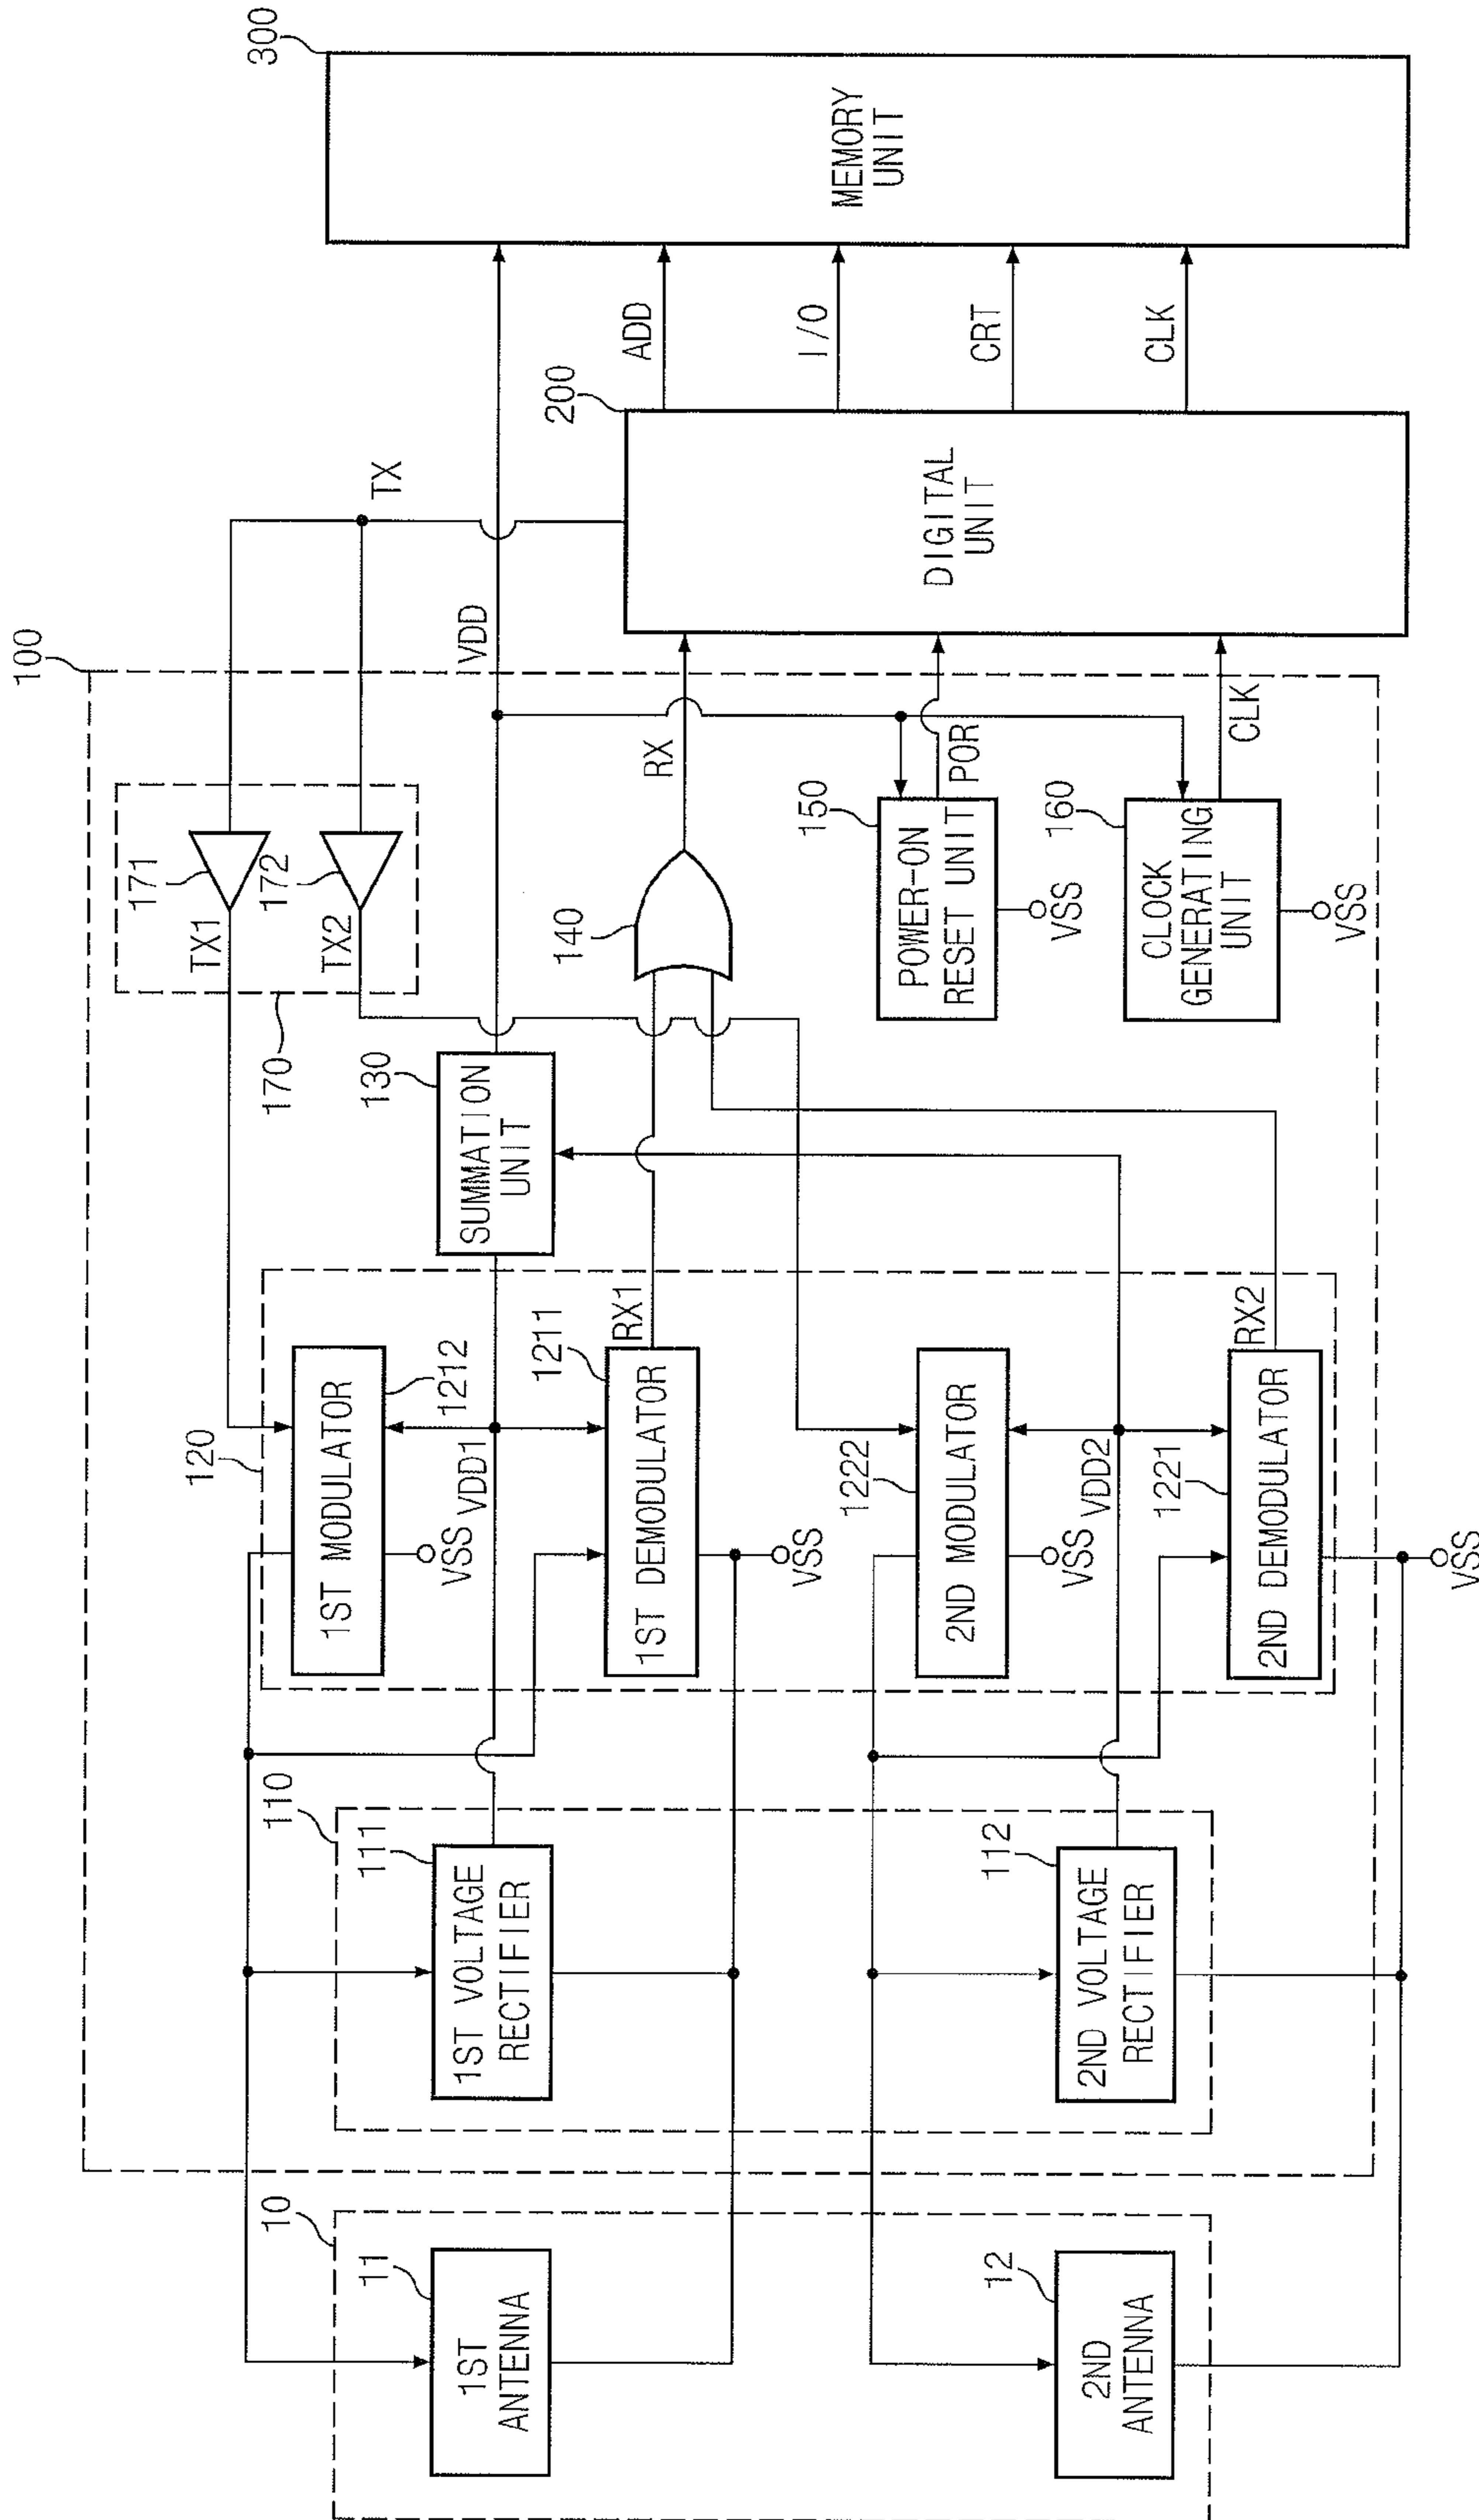 10
11
1ST
ANTENNA
12
2ND
ANTENNA
100
110
111
1ST VOLTAGE
RECTIFIER
112
2ND VOLTAGE
RECTIFIER
120
1ST MODULATOR
1212
VSS
VDD1
1ST DEMODULATOR
1211
RX1
VSS
2ND MODULATOR
1222
VSS
VDD2
2ND DEMODULATOR
1221
RX2
VSS
130
SUMMATION
UNIT
140
RX
170
171
TX1
172
TX2
TX
VDD
150
POWER-ON
RESET UNIT
POR
VSS
160
CLOCK
GENERATING
UNIT
CLK
VSS
200
DIGITAL
UNIT
ADD
I/O
CRT
CLK
300
MEMORY
UNIT